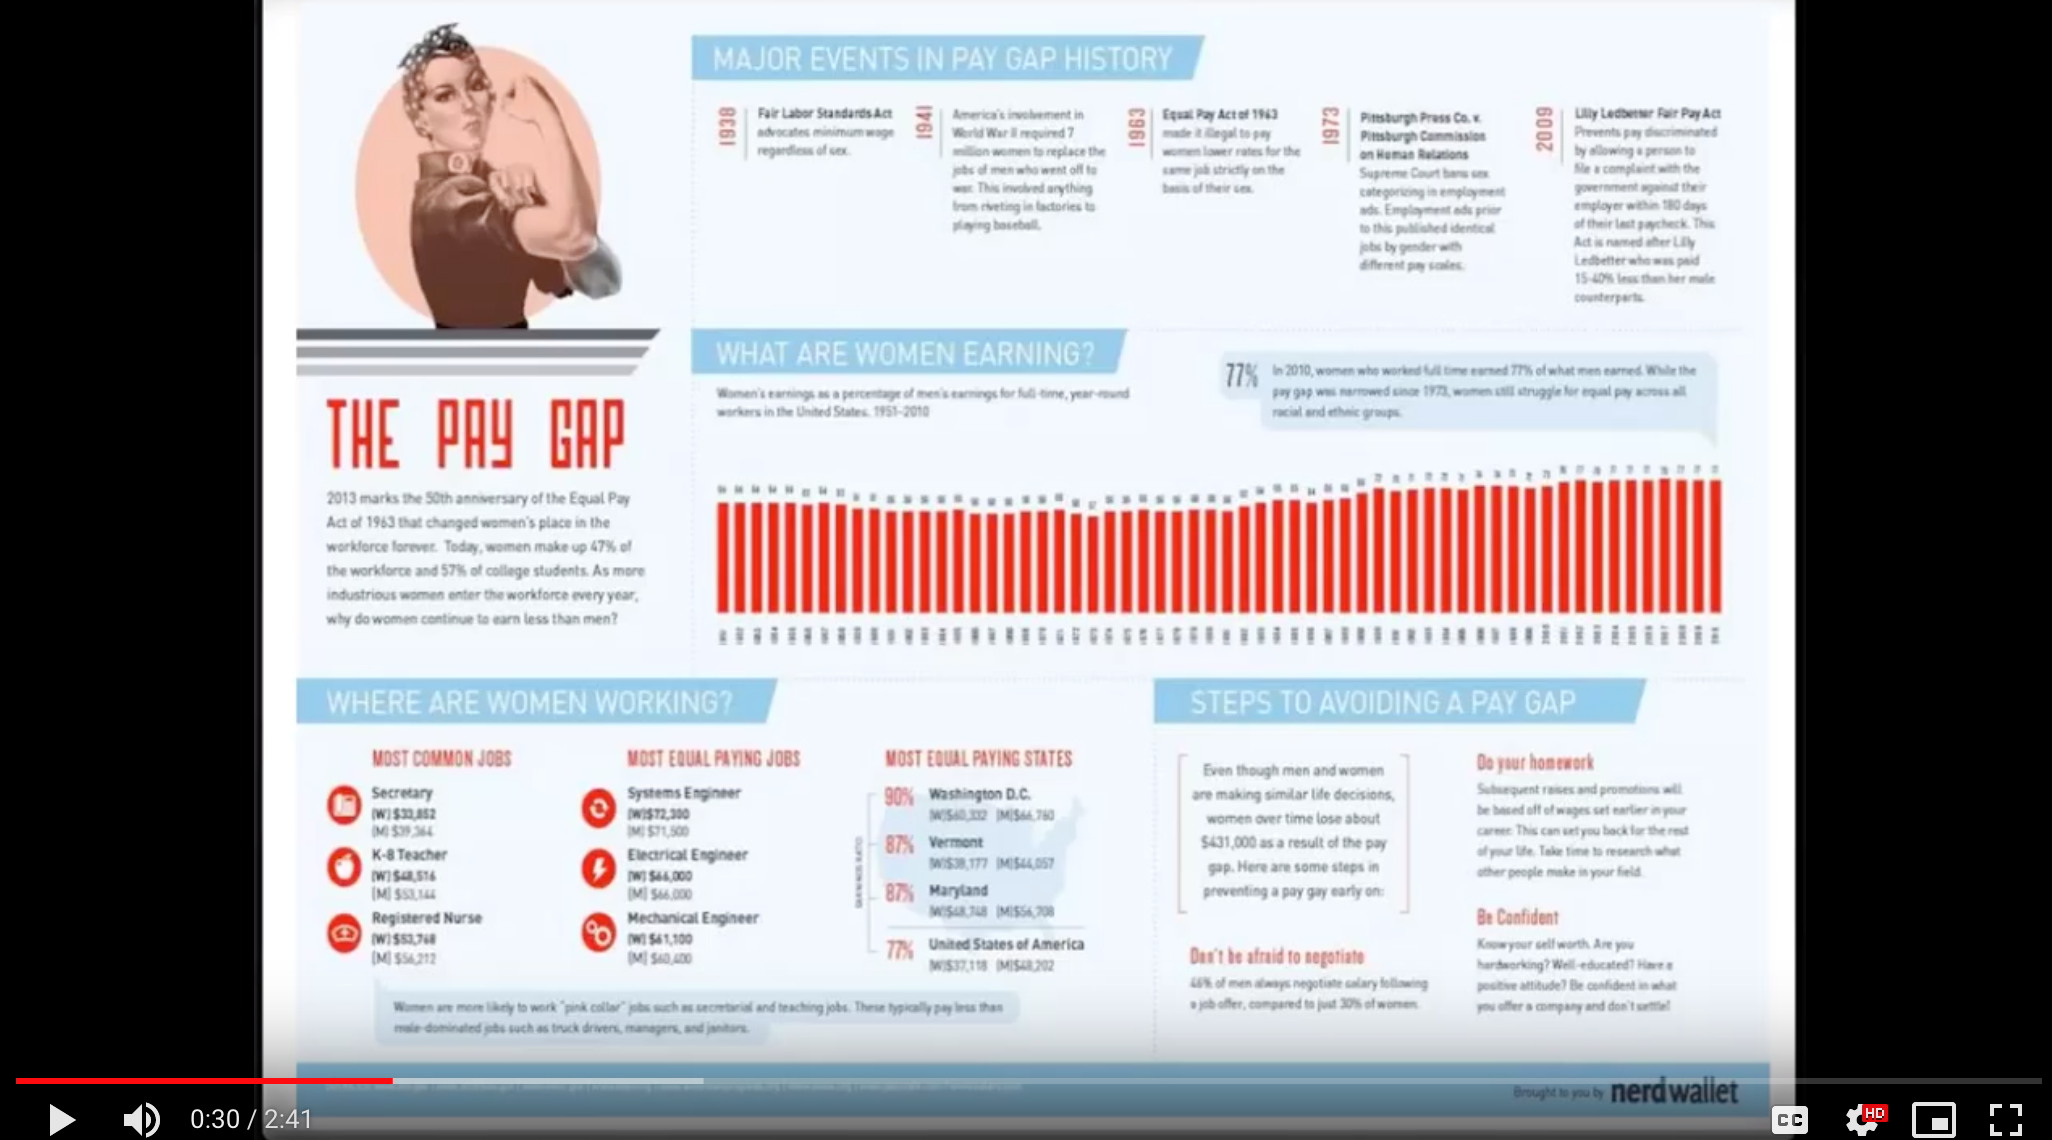 MAJOR EVENTS IN PAY GAP HISTORY
1938
Fair Labor Standards Act
advocates minimum wage
regardless of sex.
1941
America's involvement in
World War II required 7
million women to replace the
jobs of men who went off to
war. This involved anything
from riveting in factories to
playing baseball.
1963
Equal Pay Act of 1963
made it illegal to pay
women lower rates for the
same job strictly on the
basis of their sex.
1973
Pittsburgh Press Co. v.
Pittsburgh Commission
on Human Relations
Supreme Court bans sex
categorizing in employment
ads. Employment ads prior
to this published identical
jobs by gender with
different pay scales.
2009
Lilly Ledbetter Fair Pay Act
Prevents pay discriminated
by allowing a person to
file a complaint with the
government against their
employer within 180 days
of their last paycheck. This
Act is named after Lilly
Ledbetter who was paid
15-40% less than her male
counterparts.
THE PAY GAP
2013 marks the 50th anniversary of the Equal Pay
Act of 1963 that changed women's place in the
workforce forever. Today, women make up 47% of
the workforce and 57% of college students. As more
industrious women enter the workforce every year,
why do women continue to earn less than men?
WHAT ARE WOMEN EARNING?
Women's earnings as a percentage of men's earnings for full-time, year-round
workers in the United States. 1951-2010
77%
In 2010, women who worked full time earned 77% of what men earned. While the
pay gap was narrowed since 1973, women still struggle for equal pay across all
racial and ethnic groups.
WHERE ARE WOMEN WORKING?
MOST COMMON JOBS
Secretary
(W) $33,852
(M) $39,364
K-8 Teacher
(W) $48,516
(M) $53,144
Registered Nurse
(W) $53,768
(M) $56,212
MOST EQUAL PAYING JOBS
Systems Engineer
(W)$72,300
(M) $71,500
Electrical Engineer
(W) $66,000
(M) $66,000
Mechanical Engineer
(W) $61,100
(M) $60,400
MOST EQUAL PAYING STATES
90% Washington D.C.
(W)$60,332 (M)$66,760
87% Vermont
(W)$38,177 (M)$44,057
87% Maryland
(W)$48,748 (M)$56,708
77% United States of America
(W)$37,118 (M)$48,202
Women are more likely to work "pink collar" jobs such as secretarial and teaching jobs. These typically pay less than
male-dominated jobs such as truck drivers, managers, and janitors.
STEPS TO AVOIDING A PAY GAP
Even though men and women
are making similar life decisions,
women over time lose about
$431,000 as a result of the pay
gap. Here are some steps in
preventing a pay gay early on:
Don't be afraid to negotiate
46% of men always negotiate salary following
a job offer, compared to just 30% of women.
Do your homework
Subsequent raises and promotions will
be based off of wages set earlier in your
career. This can set you back for the rest
of your life. Take time to research what
other people make in your field.
Be Confident
Know your self worth. Are you
hardworking? Well-educated? Have a
positive attitude? Be confident in what
you offer a company and don't settle!
Brought to you by nerdwallet
0:30 / 2:41
CC
HD